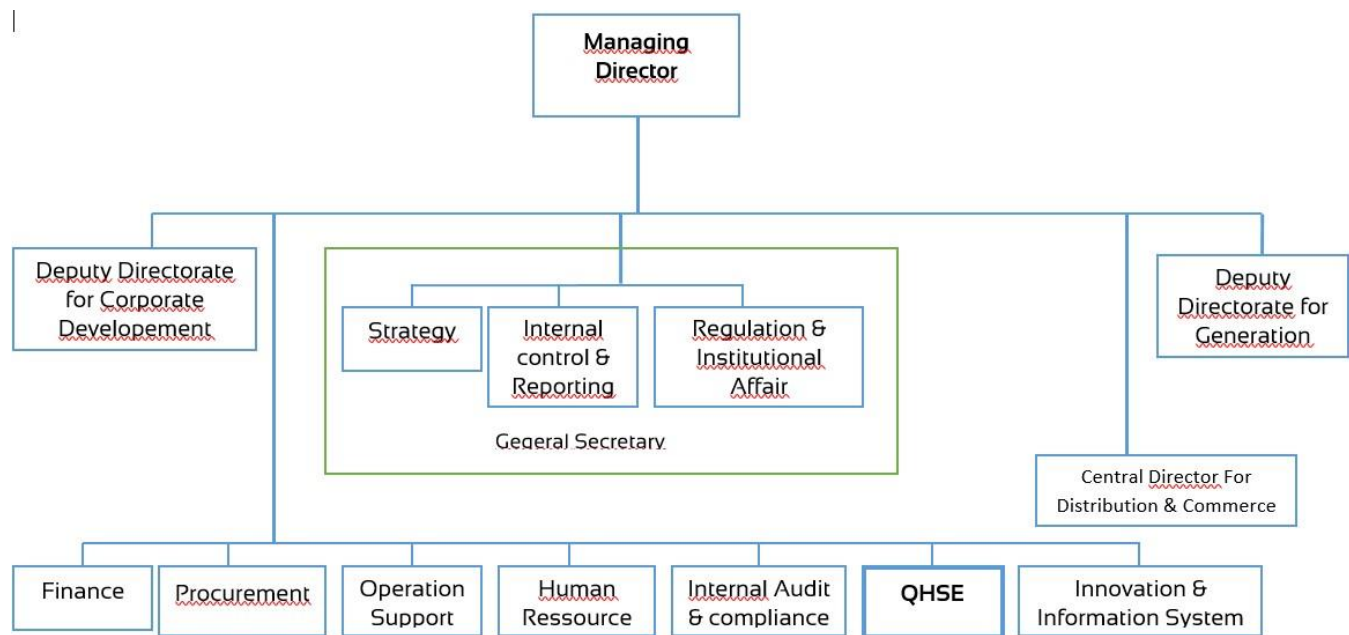 Managing
Director
Deputy Directorate
for Corporate
Developement
Strategy
Internal
control &
Reporting
Regulation &
Institutional
Affair
Gegeral Secretary
Deputy
Directorate for
Generation
Central Director For
Distribution & Commerce
Finance
Procurement
Operation
Support
Human
Ressource
Internal Audit
& compliance
QHSE
Innovation &
Information System